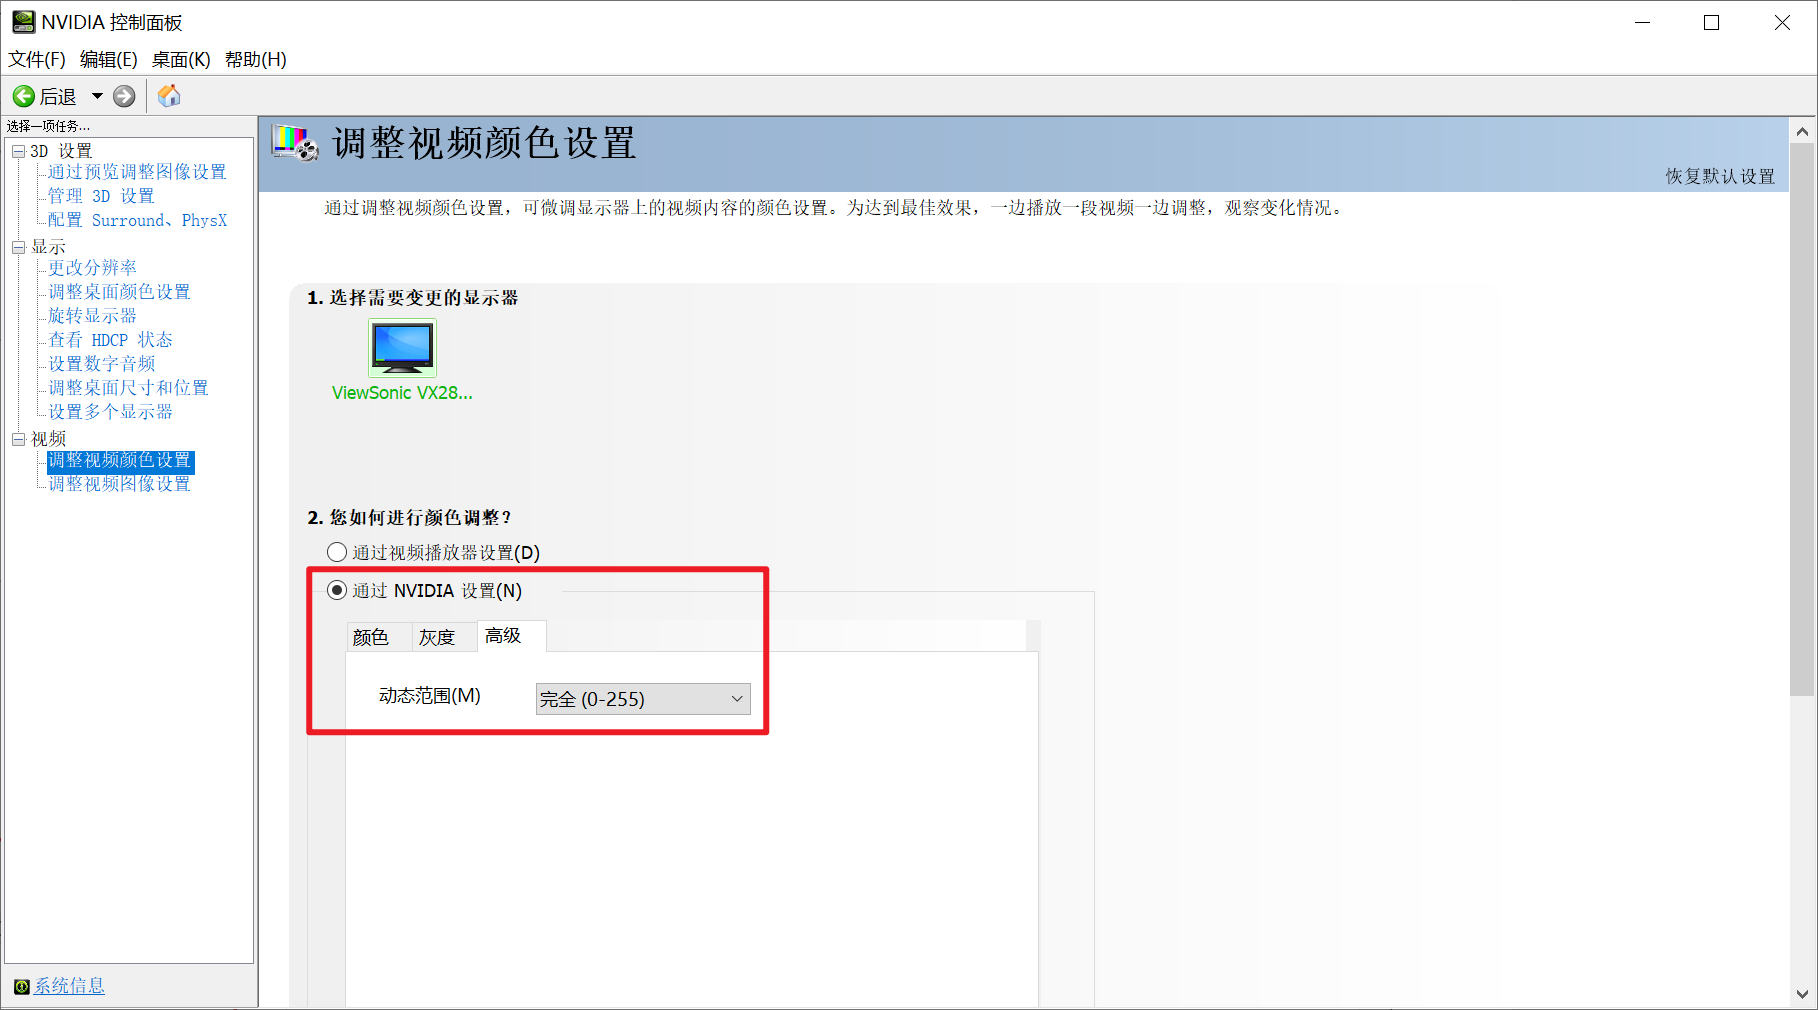 NVIDIA 控制面板
文件(F) 编辑(E) 桌面(K) 帮助(H)
后退
选择一项任务...
3D 设置
通过预览调整图像设置
管理 3D 设置
配置 Surround、PhysX
显示
更改分辨率
调整桌面颜色设置
旋转显示器
查看 HDCP 状态
设置数字音频
调整桌面尺寸和位置
设置多个显示器
视频
调整视频颜色设置
调整视频图像设置
系统信息
调整视频颜色设置
恢复默认设置
通过调整视频颜色设置，可微调显示器上的视频内容的颜色设置。为达到最佳效果，一边播放一段视频一边调整，观察变化情况。
1. 选择需要变更的显示器
ViewSonic VX28...
2. 您如何进行颜色调整？
通过视频播放器设置(D)
通过 NVIDIA 设置(N)
颜色 灰度 高级
动态范围(M) 完全 (0-255)